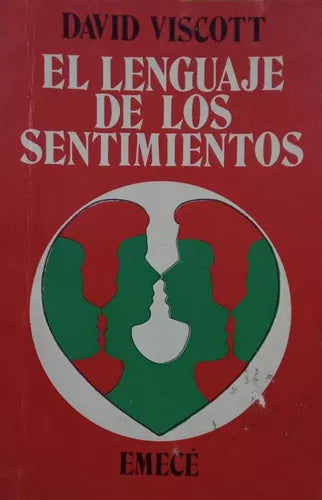 DAVID VISCOTT
EL LENGUAJE
DE LOS
SENTIMIENTOS
EMECÉ